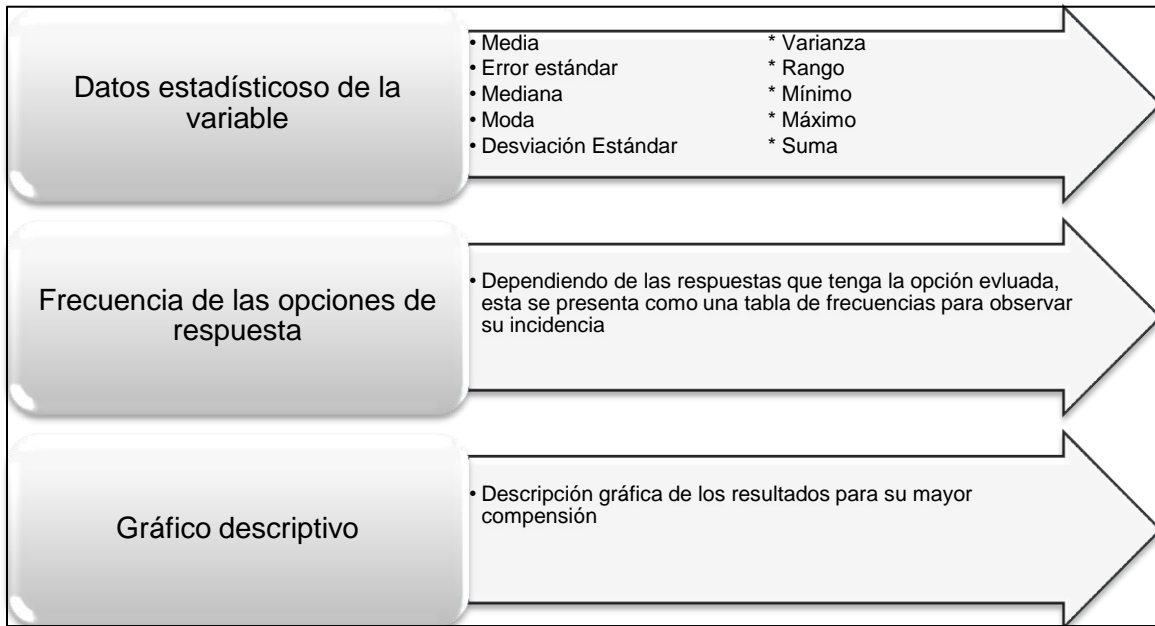 Datos estadísticoso de la
variable
• Media * Varianza
• Error estándar * Rango
• Mediana * Mínimo
• Moda * Máximo
• Desviación Estándar * Suma
Frecuencia de las opciones de
respuesta
• Dependiendo de las respuestas que tenga la opción evluada,
esta se presenta como una tabla de frecuencias para observar
su incidencia
Gráfico descriptivo
• Descripción gráfica de los resultados para su mayor
compensión